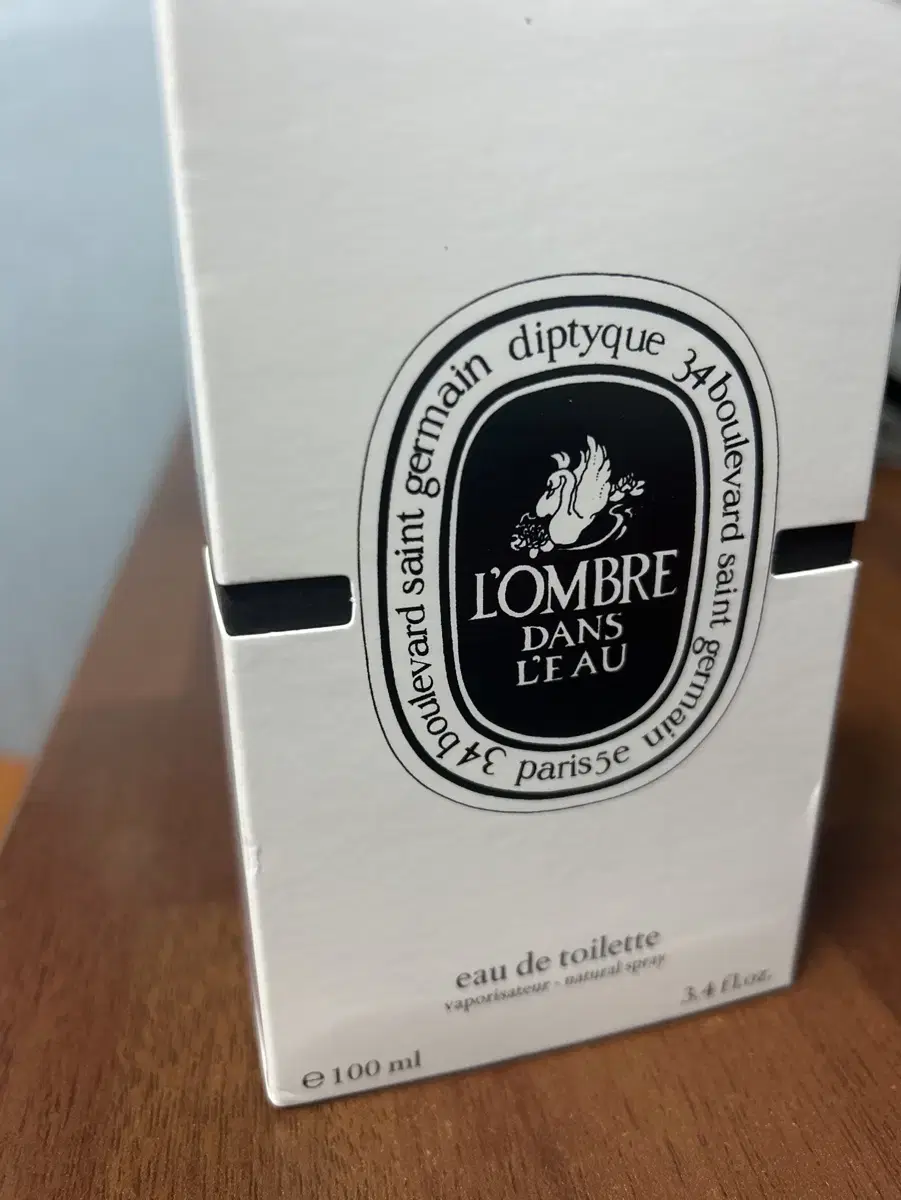 diptyque 34 boulevard saint germain paris 5e 34 boulevard saint germain
L'OMBRE
DANS
L'EAU
eau de toilette
vaporisateur - natural spray
3.4 fl.oz.
e 100 ml